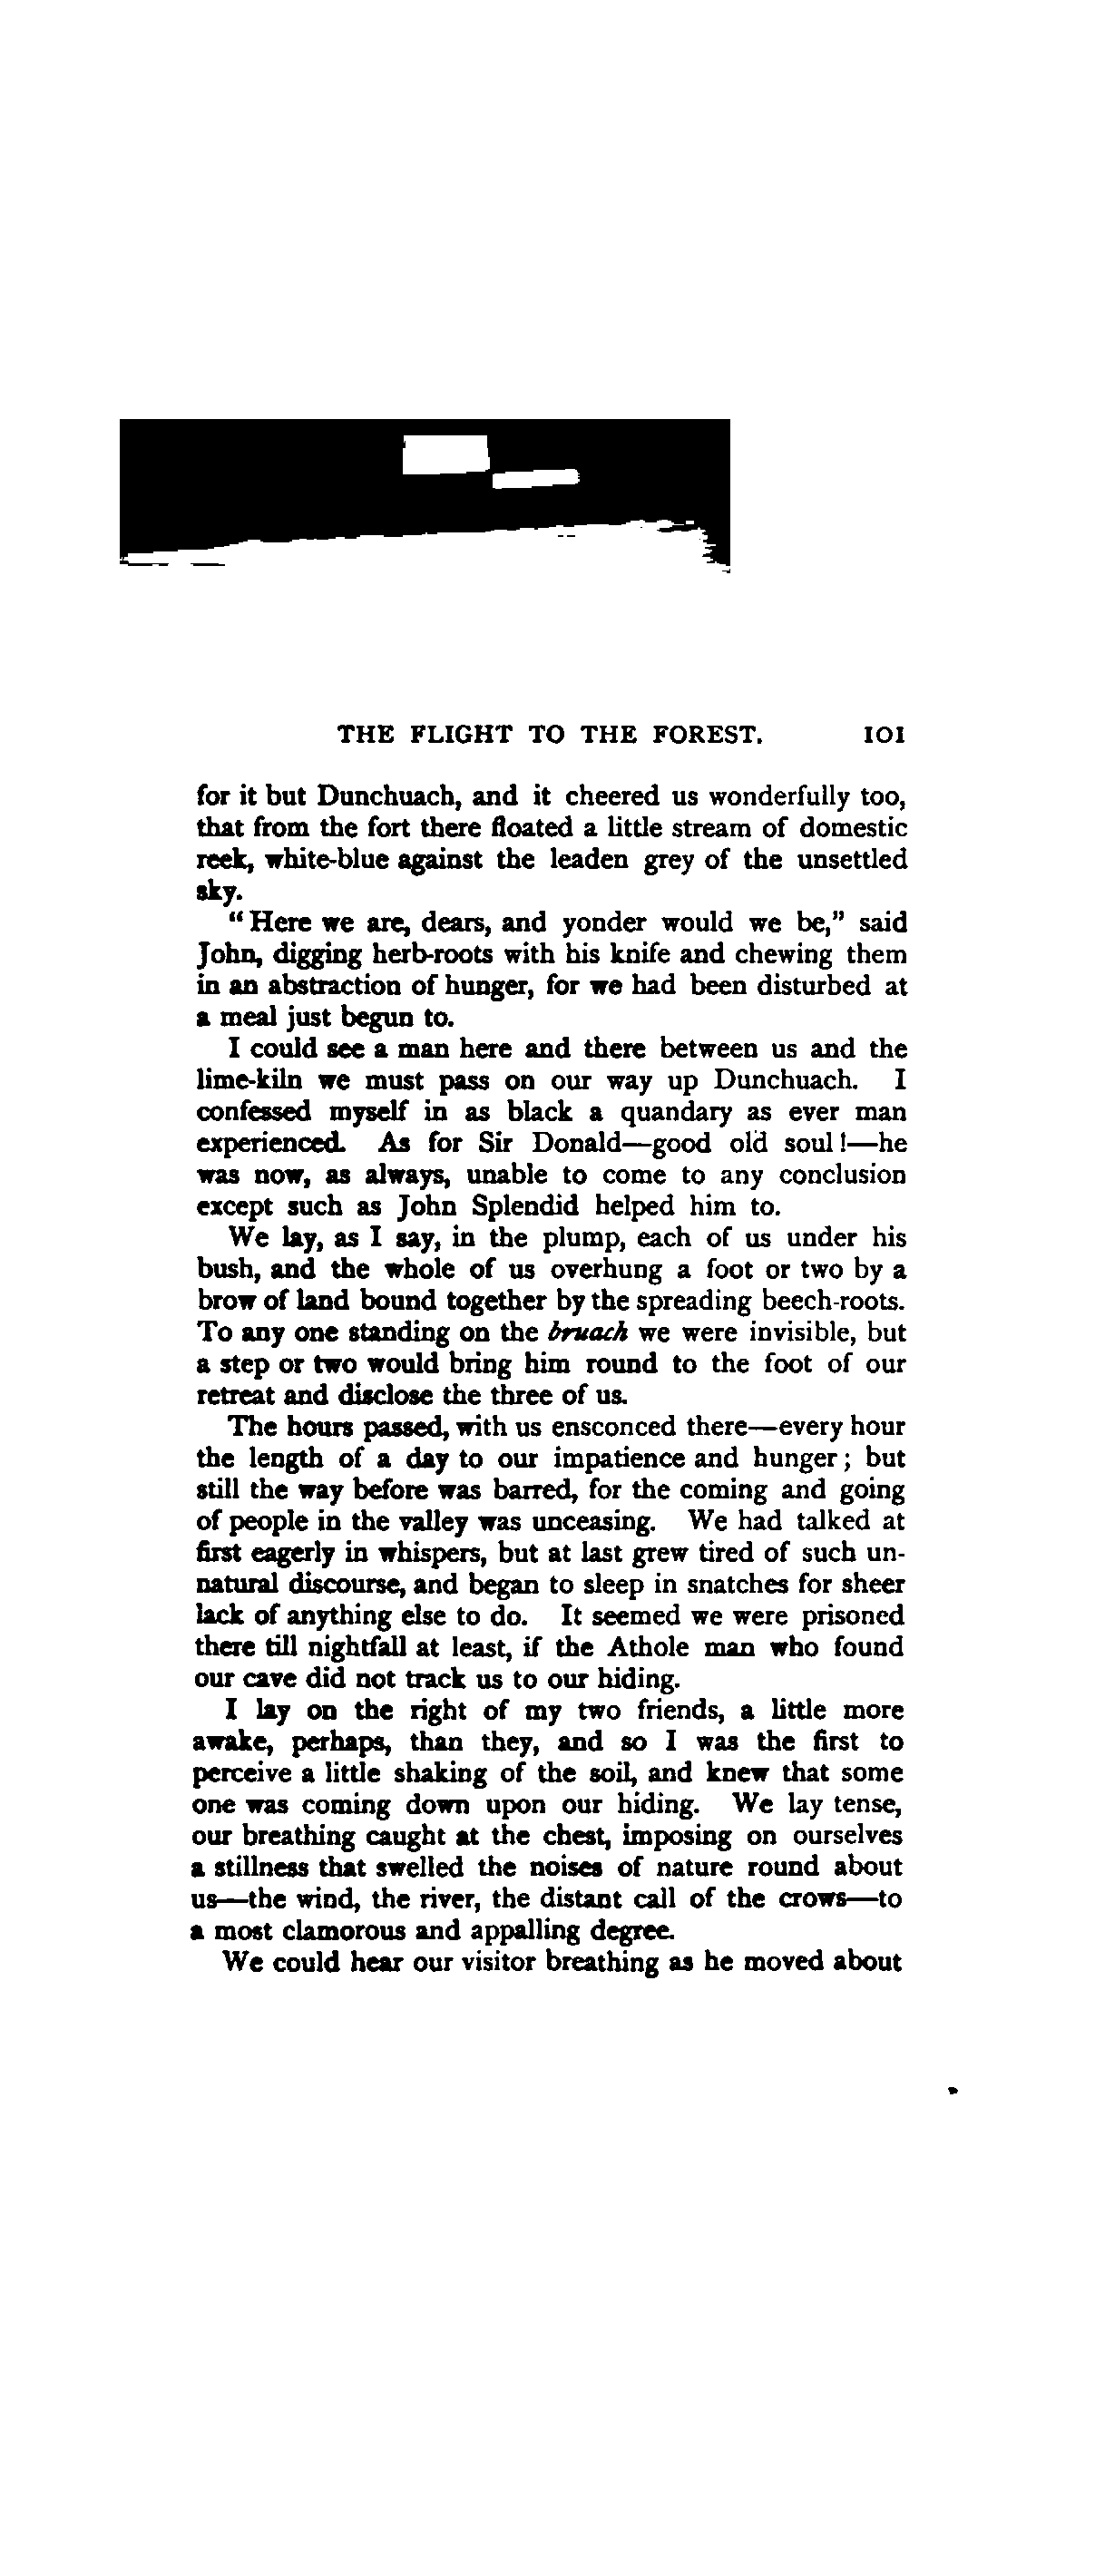 THE FLIGHT TO THE FOREST. 101
for it but Dunchuach, and it cheered us wonderfully too,
that from the fort there floated a little stream of domestic
reek, white-blue against the leaden grey of the unsettled
sky.
"Here we are, dears, and yonder would we be," said
John, digging herb-roots with his knife and chewing them
in an abstraction of hunger, for we had been disturbed at
a meal just begun to.
I could see a man here and there between us and the
lime-kiln we must pass on our way up Dunchuach. I
confessed myself in as black a quandary as ever man
experienced. As for Sir Donald—good old soul!—he
was now, as always, unable to come to any conclusion
except such as John Splendid helped him to.
We lay, as I say, in the plump, each of us under his
bush, and the whole of us overhung a foot or two by a
brow of land bound together by the spreading beech-roots.
To any one standing on the bruach we were invisible, but
a step or two would bring him round to the foot of our
retreat and disclose the three of us.
The hours passed, with us ensconced there—every hour
the length of a day to our impatience and hunger; but
still the way before was barred, for the coming and going
of people in the valley was unceasing. We had talked at
first eagerly in whispers, but at last grew tired of such un-
natural discourse, and began to sleep in snatches for sheer
lack of anything else to do. It seemed we were prisoned
there till nightfall at least, if the Athole man who found
our cave did not track us to our hiding.
I lay on the right of my two friends, a little more
awake, perhaps, than they, and so I was the first to
perceive a little shaking of the soil, and knew that some
one was coming down upon our hiding. We lay tense,
our breathing caught at the chest, imposing on ourselves
a stillness that swelled the noises of nature round about
us—the wind, the river, the distant call of the crows—to
a most clamorous and appalling degree.
We could hear our visitor breathing as he moved about